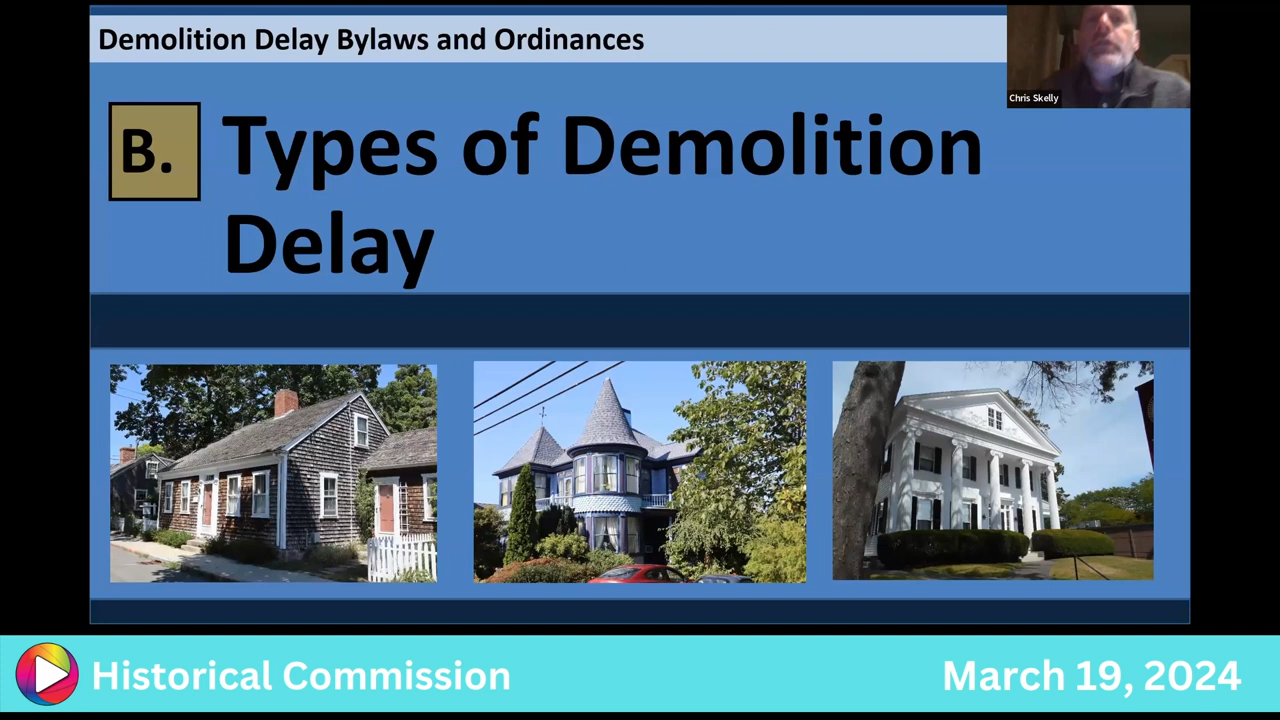 Demolition Delay Bylaws and Ordinances
Chris Skelly
B. Types of Demolition
Delay
Historical Commission
March 19, 2024